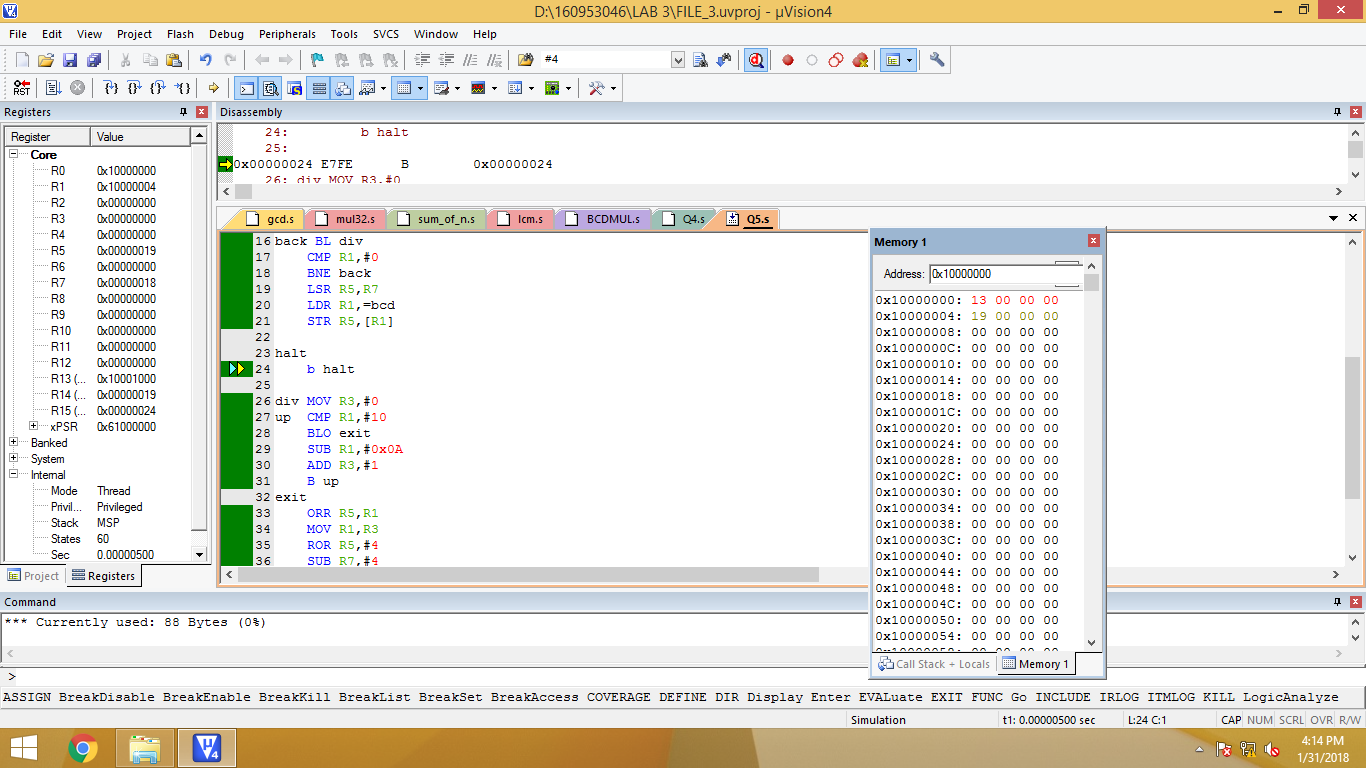 D:\160953046\LAB 3\FILE_3.uvproj - µVision4
File Edit View Project Flash Debug Peripherals Tools SVCS Window Help
#4
RST
Registers
Register Value
Core
R0 0x10000000
R1 0x10000004
R2 0x00000000
R3 0x00000000
R4 0x00000000
R5 0x00000019
R6 0x00000000
R7 0x00000018
R8 0x00000000
R9 0x00000000
R10 0x00000000
R11 0x00000000
R12 0x00000000
R13 (... 0x10001000
R14 (... 0x00000019
R15 (... 0x00000024
xPSR 0x61000000
Banked
System
Internal
Mode Thread
Privil... Privileged
Stack MSP
States 60
Sec 0.00000500
Project Registers
Disassembly
24: b halt
25:
0x00000024 E7FE B 0x00000024
26: div MOV R3,#0
gcd.s mul32.s sum_of_n.s lcm.s BCDMUL.s Q4.s Q5.s
16 back BL div
17 CMP R1,#0
18 BNE back
19 LSR R5,R7
20 LDR R1,=bcd
21 STR R5,[R1]
22
23 halt
24 b halt
25
26 div MOV R3,#0
27 up CMP R1,#10
28 BLO exit
29 SUB R1,#0x0A
30 ADD R3,#1
31 B up
32 exit
33 ORR R5,R1
34 MOV R1,R3
35 ROR R5,#4
36 SUB R7,#4
Memory 1
Address: 0x10000000
0x10000000: 13 00 00 00
0x10000004: 19 00 00 00
0x10000008: 00 00 00 00
0x1000000C: 00 00 00 00
0x10000010: 00 00 00 00
0x10000014: 00 00 00 00
0x10000018: 00 00 00 00
0x1000001C: 00 00 00 00
0x10000020: 00 00 00 00
0x10000024: 00 00 00 00
0x10000028: 00 00 00 00
0x1000002C: 00 00 00 00
0x10000030: 00 00 00 00
0x10000034: 00 00 00 00
0x10000038: 00 00 00 00
0x1000003C: 00 00 00 00
0x10000040: 00 00 00 00
0x10000044: 00 00 00 00
0x10000048: 00 00 00 00
0x1000004C: 00 00 00 00
0x10000050: 00 00 00 00
0x10000054: 00 00 00 00
0x10000058: 00 00 00 00
Call Stack + Locals Memory 1
Command
*** Currently used: 88 Bytes (0%)
>
ASSIGN BreakDisable BreakEnable BreakKill BreakList BreakSet BreakAccess COVERAGE DEFINE DIR Display Enter EVALuate EXIT FUNC Go INCLUDE IRLOG ITMLOG KILL LogicAnalyze
Simulation t1: 0.00000500 sec L:24 C:1 CAP NUM SCRL OVR R/W
4:14 PM
1/31/2018